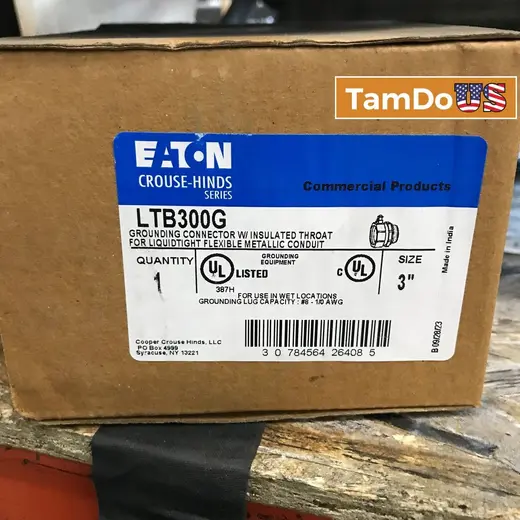 TamDoUS
EATON
CROUSE-HINDS
SERIES
Commercial Products
LTB300G
GROUNDING CONNECTOR W/ INSULATED THROAT
FOR LIQUIDTIGHT FLEXIBLE METALLIC CONDUIT
QUANTITY
1
UL
LISTED
387H
GROUNDING
EQUIPMENT
C UL
SIZE
3"
FOR USE IN WET LOCATIONS
GROUNDING LUG CAPACITY : #6 - 1/0 AWG
Cooper Crouse Hinds, LLC
PO Box 4999
Syracuse, NY 13221
3 0 784564 26408 5
Made in India
B 09/28/23